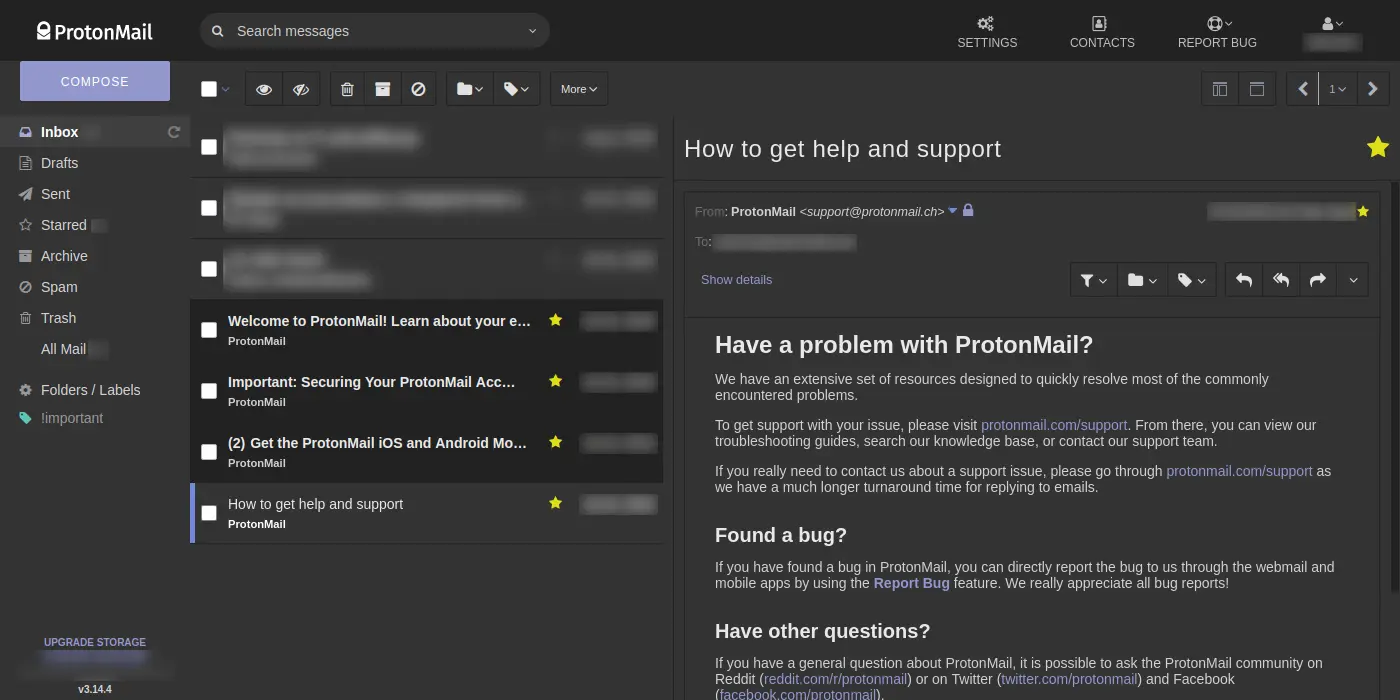 ProtonMail
Search messages
SETTINGS
CONTACTS
REPORT BUG
COMPOSE
More
1
Inbox
Drafts
Sent
Starred
Archive
Spam
Trash
All Mail
Folders / Labels
!important
UPGRADE STORAGE
v3.14.4
Welcome to ProtonMail! Learn about your e...
ProtonMail
Important: Securing Your ProtonMail Acc...
ProtonMail
(2) Get the ProtonMail iOS and Android Mo...
ProtonMail
How to get help and support
ProtonMail
How to get help and support
From: ProtonMail <support@protonmail.ch>
To:
Show details
Have a problem with ProtonMail?
We have an extensive set of resources designed to quickly resolve most of the commonly
encountered problems.
To get support with your issue, please visit protonmail.com/support. From there, you can view our
troubleshooting guides, search our knowledge base, or contact our support team.
If you really need to contact us about a support issue, please go through protonmail.com/support as
we have a much longer turnaround time for replying to emails.
Found a bug?
If you have found a bug in ProtonMail, you can directly report the bug to us through the webmail and
mobile apps by using the Report Bug feature. We really appreciate all bug reports!
Have other questions?
If you have a general question about ProtonMail, it is possible to ask the ProtonMail community on
Reddit (reddit.com/r/protonmail) or on Twitter (twitter.com/protonmail) and Facebook
(facebook.com/protonmail).